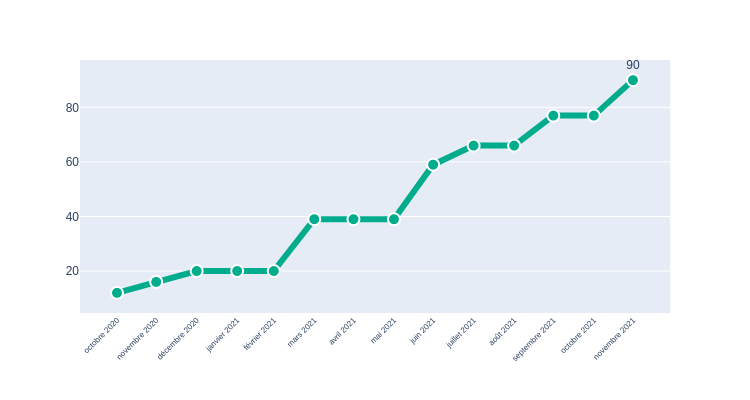 90
80
60
40
20
octobre 2020
novembre 2020
décembre 2020
janvier 2021
février 2021
mars 2021
avril 2021
mai 2021
juin 2021
juillet 2021
août 2021
septembre 2021
octobre 2021
novembre 2021